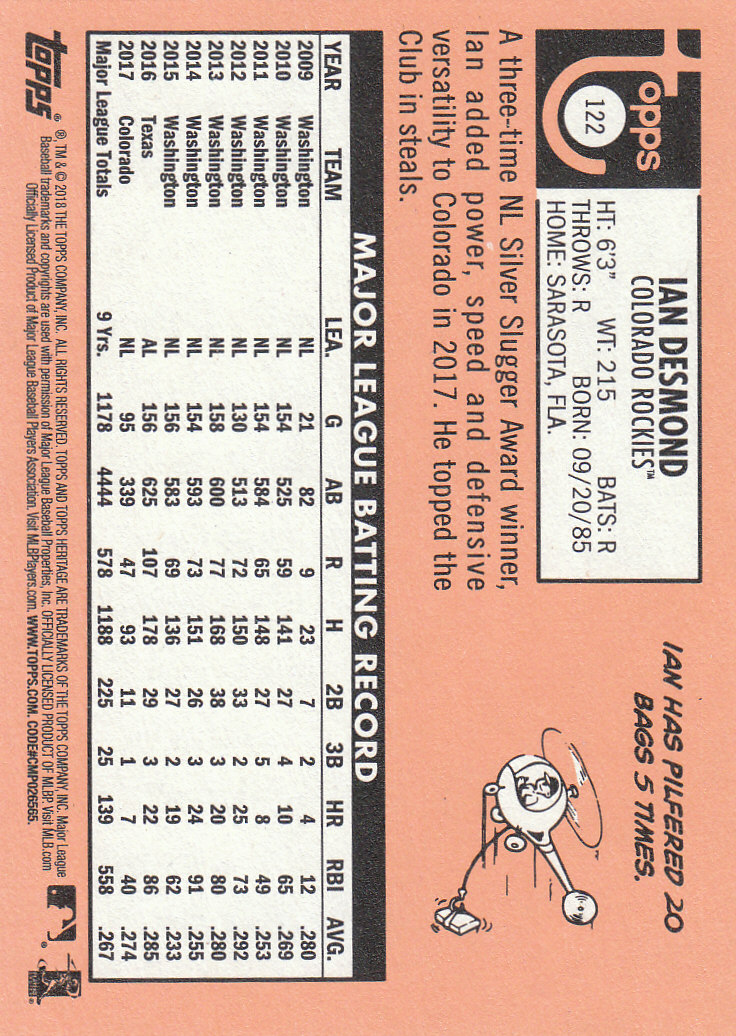 Topps
122
IAN DESMOND
COLORADO ROCKIES™
HT: 6'3" WT: 215 BATS: R
THROWS: R BORN: 09/20/85
HOME: SARASOTA, FLA.
IAN HAS PILFERED 20
BAGS 5 TIMES.
A three-time NL Silver Slugger Award winner,
Ian added power, speed and defensive
versatility to Colorado in 2017. He topped the
Club in steals.
MAJOR LEAGUE BATTING RECORD
YEAR TEAM LEA. G AB R H 2B 3B HR RBI AVG.
2009 Washington NL 21 82 9 23 7 2 4 12 .280
2010 Washington NL 154 525 59 141 27 4 10 65 .269
2011 Washington NL 154 584 65 148 27 5 8 49 .253
2012 Washington NL 130 513 72 150 33 2 25 73 .292
2013 Washington NL 158 600 77 168 38 3 20 80 .280
2014 Washington NL 154 593 73 151 26 3 24 91 .255
2015 Washington NL 156 583 69 136 27 2 19 62 .233
2016 Texas AL 156 625 107 178 29 3 22 86 .285
2017 Colorado NL 95 339 47 93 11 1 7 40 .274
Major League Totals 9 Yrs. 1178 4444 578 1188 225 25 139 558 .267
Topps®
®, TM & © 2018 THE TOPPS COMPANY, INC. ALL RIGHTS RESERVED. TOPPS AND TOPPS HERITAGE ARE TRADEMARKS OF THE TOPPS COMPANY, INC. Major League
Baseball trademarks and copyrights are used with permission of Major League Baseball Properties, Inc. OFFICIALLY LICENSED PRODUCT OF MLBP. Visit MLB.com
Officially Licensed Product of Major League Baseball Players Association. Visit MLBPlayers.com. WWW.TOPPS.COM. CODE#CMP026565.